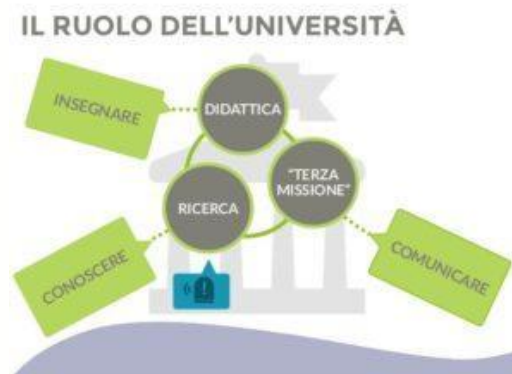 IL RUOLO DELL'UNIVERSITÀ
INSEGNARE
DIDATTICA
"TERZA
MISSIONE"
RICERCA
CONOSCERE
COMUNICARE